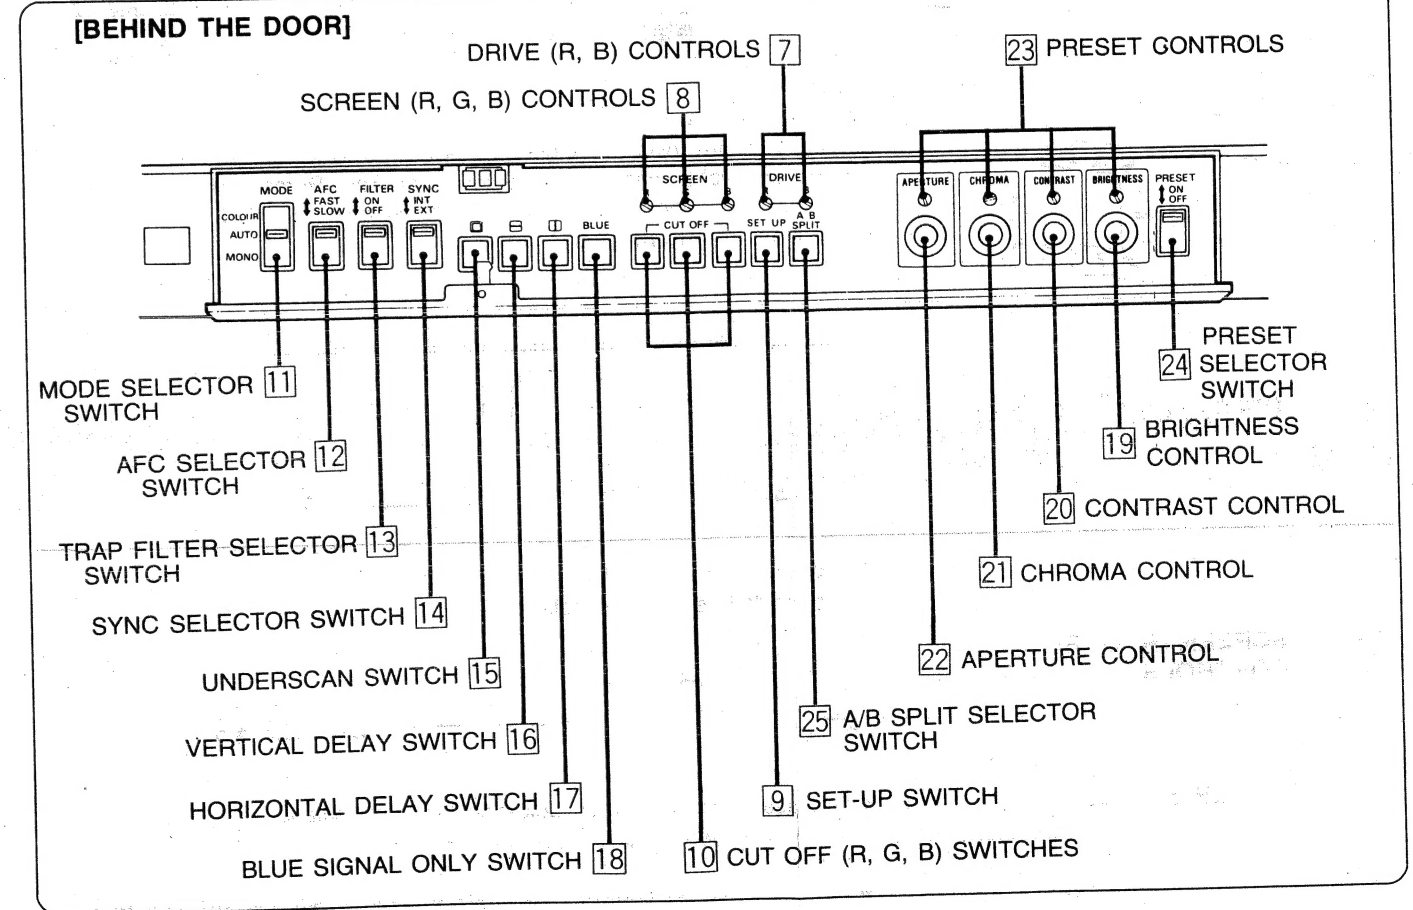 [BEHIND THE DOOR]
DRIVE (R, B) CONTROLS 7
23 PRESET GONTROLS
SCREEN (R, G, B) CONTROLS 8
MODE
COLOUR
AUTO
MONO
AFC
FAST
SLOW
FILTER
ON
OFF
SYNC
INT
EXT
BLUE
SCREEN
R G B
CUT OFF
DRIVE
R B
SET UP
A B
SPLIT
APERTURE
CHROMA
CONTRAST
BRIGHTNESS
PRESET
ON
OFF
MODE SELECTOR 11
SWITCH
AFC SELECTOR 12
SWITCH
TRAP FILTER SELECTOR 13
SWITCH
SYNC SELECTOR SWITCH 14
UNDERSCAN SWITCH 15
VERTICAL DELAY SWITCH 16
HORIZONTAL DELAY SWITCH 17
BLUE SIGNAL ONLY SWITCH 18
10 CUT OFF (R, G, B) SWITCHES
9 SET-UP SWITCH
25 A/B SPLIT SELECTOR
SWITCH
22 APERTURE CONTROL
21 CHROMA CONTROL
20 CONTRAST CONTROL
19 BRIGHTNESS
CONTROL
PRESET
24 SELECTOR
SWITCH